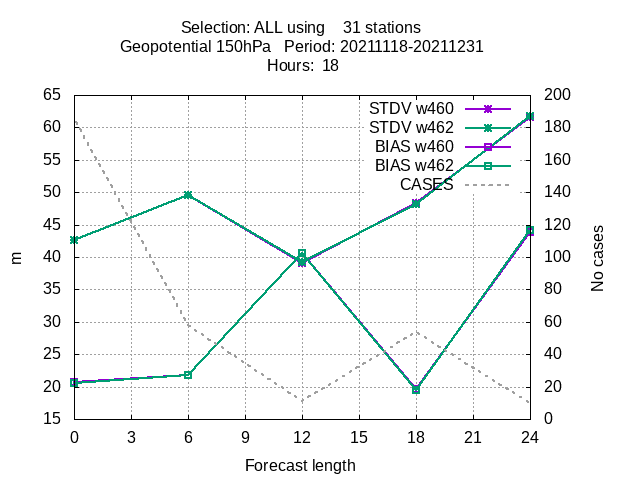 Selection: ALL using    31 stations
Geopotential 150hPa   Period: 20211118-20211231
Hours:  18
65
60
55
50
45
40
35
30
25
20
15
m
STDV w460
STDV w462
BIAS w460
BIAS w462
CASES
200
180
160
140
120
100
80
60
40
20
0
No cases
0 3 6 9 12 15 18 21 24
Forecast length